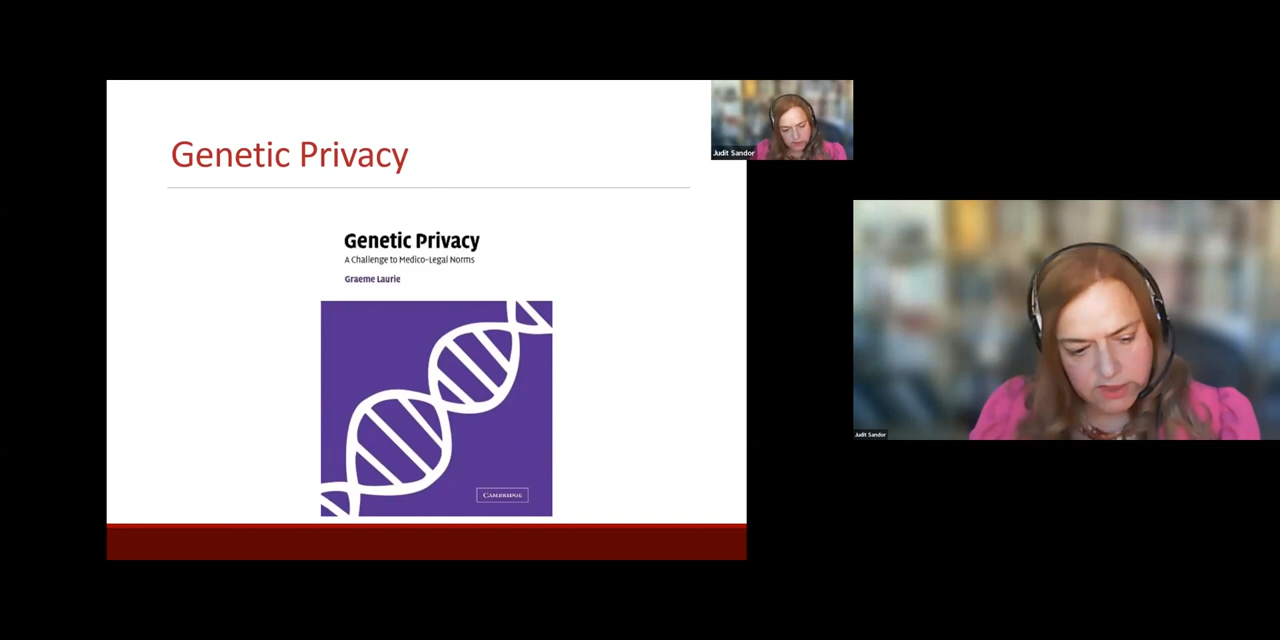 Genetic Privacy
Genetic Privacy
A Challenge to Medico-Legal Norms
Graeme Laurie
CAMBRIDGE
Judit Sandor
Judit Sandor